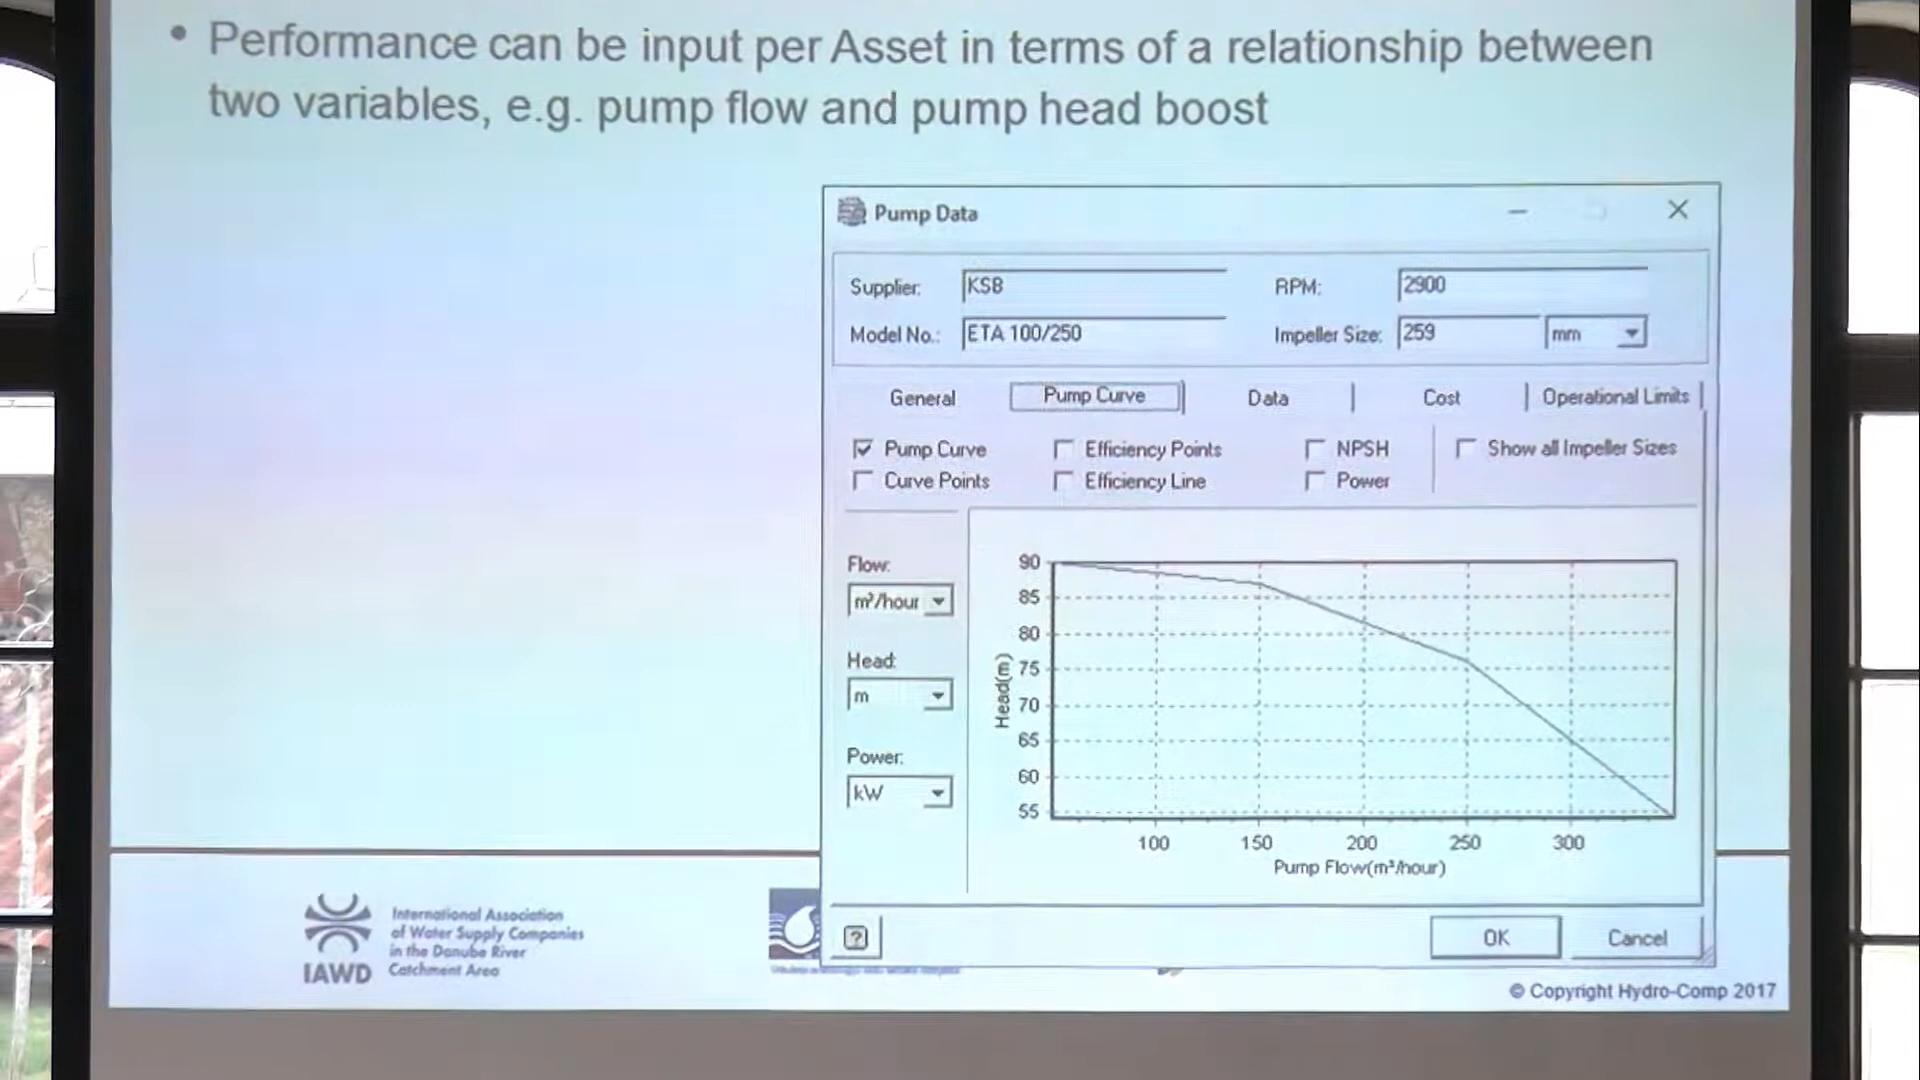 • Performance can be input per Asset in terms of a relationship between
two variables, e.g. pump flow and pump head boost
Pump Data
Supplier: KSB RPM: 2900
Model No.: ETA 100/250 Impeller Size: 259 mm
General Pump Curve Data Cost Operational Limits
Pump Curve Efficiency Points NPSH Show all Impeller Sizes
Curve Points Efficiency Line Power
Flow:
m³/hour
Head:
m
Power:
kW
Head(m)
90
85
80
75
70
65
60
55
100 150 200 250 300
Pump Flow(m³/hour)
? OK Cancel
IAWD
International Association
of Water Supply Companies
in the Danube River
Catchment Area
© Copyright Hydro-Comp 2017